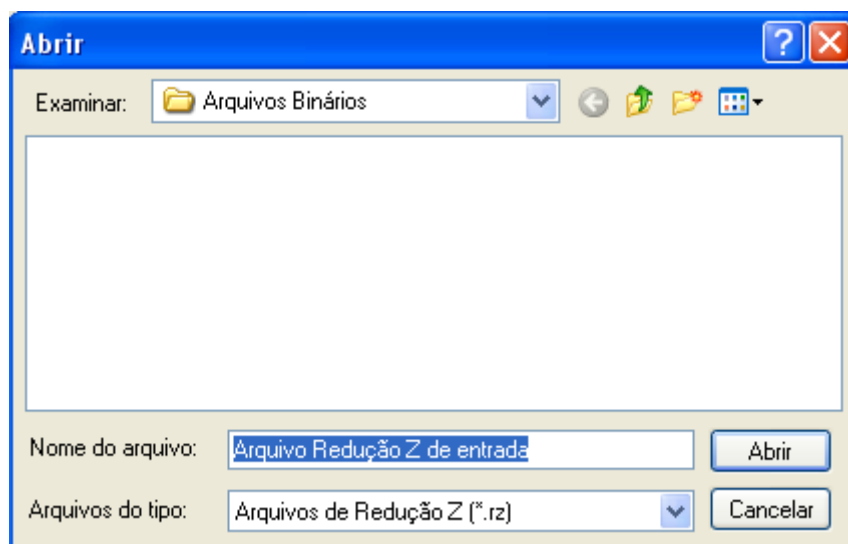 Abrir
Examinar: Arquivos Binários
Nome do arquivo: Arquivo Redução Z de entrada Abrir
Arquivos do tipo: Arquivos de Redução Z (*.rz) Cancelar